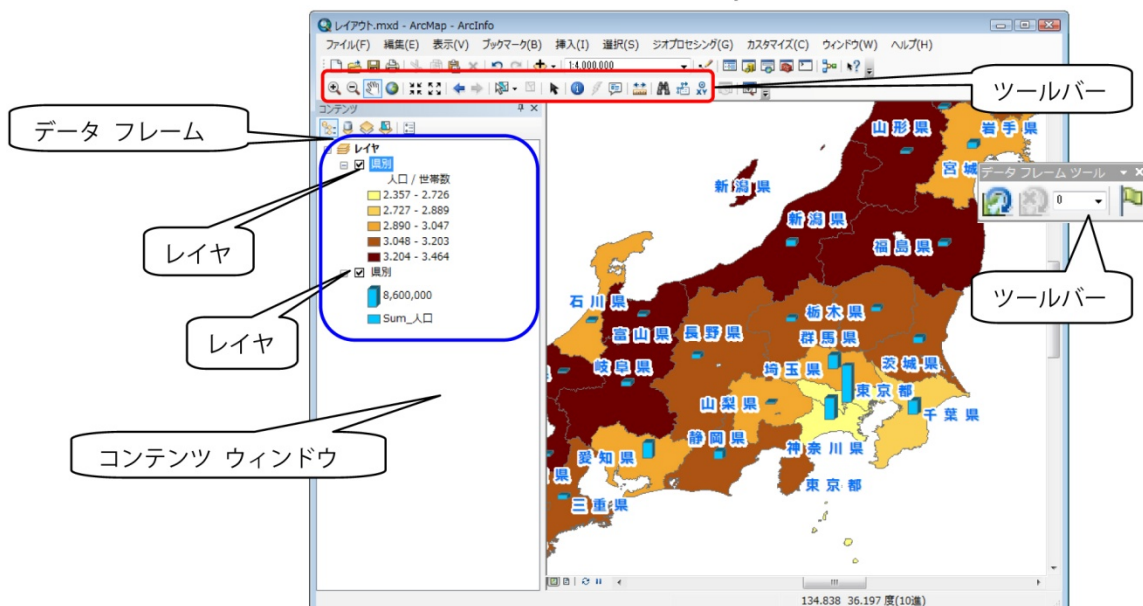 レイアウト.mxd - ArcMap - ArcInfo
ファイル(F) 編集(E) 表示(V) ブックマーク(B) 挿入(I) 選択(S) ジオプロセシング(G) カスタマイズ(C) ウィンドウ(W) ヘルプ(H)
1:4,000,000
ツールバー
コンテンツ
データ フレーム
レイヤ
県別
人口 / 世帯数
2.357 - 2.726
2.727 - 2.889
2.890 - 3.047
3.048 - 3.203
3.204 - 3.464
県別
8,600,000
Sum_人口
レイヤ
レイヤ
コンテンツ ウィンドウ
山形県
岩手県
宮城
データ フレーム ツール
0
ツールバー
新潟県
新潟県
福島県
石川県
富山県
長野県
栃木県
群馬県
岐阜県
埼玉県
茨城県
東京都
山梨県
千葉県
静岡県
神奈川県
愛知県
県
東京都
三重県
134.838 36.197 度(10進)